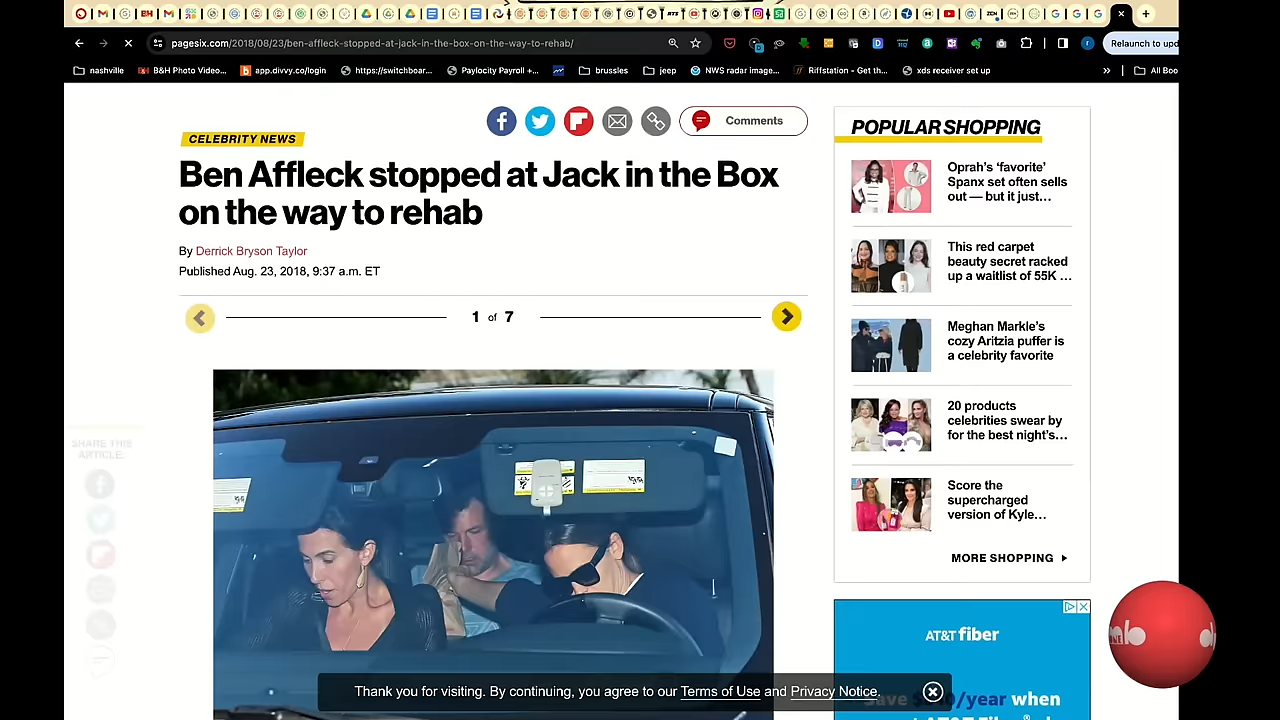 pagesix.com/2018/08/23/ben-affleck-stopped-at-jack-in-the-box-on-the-way-to-rehab/
Relaunch to upd
nashville
B&H Photo Video...
app.divvy.co/login
https://switchboar...
Paylocity Payroll +...
brussles
jeep
NWS radar image...
Riffstation - Get th...
xds receiver set up
»
All Boo
Comments
CELEBRITY NEWS
Ben Affleck stopped at Jack in the Box
on the way to rehab
By Derrick Bryson Taylor
Published Aug. 23, 2018, 9:37 a.m. ET
1 of 7
SHARE THIS
ARTICLE:
POPULAR SHOPPING
Oprah's ‘favorite’
Spanx set often sells
out — but it just…
This red carpet
beauty secret racked
up a waitlist of 55K …
Meghan Markle’s
cozy Aritzia puffer is
a celebrity favorite
20 products
celebrities swear by
for the best night’s…
Score the
supercharged
version of Kyle…
MORE SHOPPING
AT&T fiber
/year when
Thank you for visiting. By continuing, you agree to our Terms of Use and Privacy Notice.